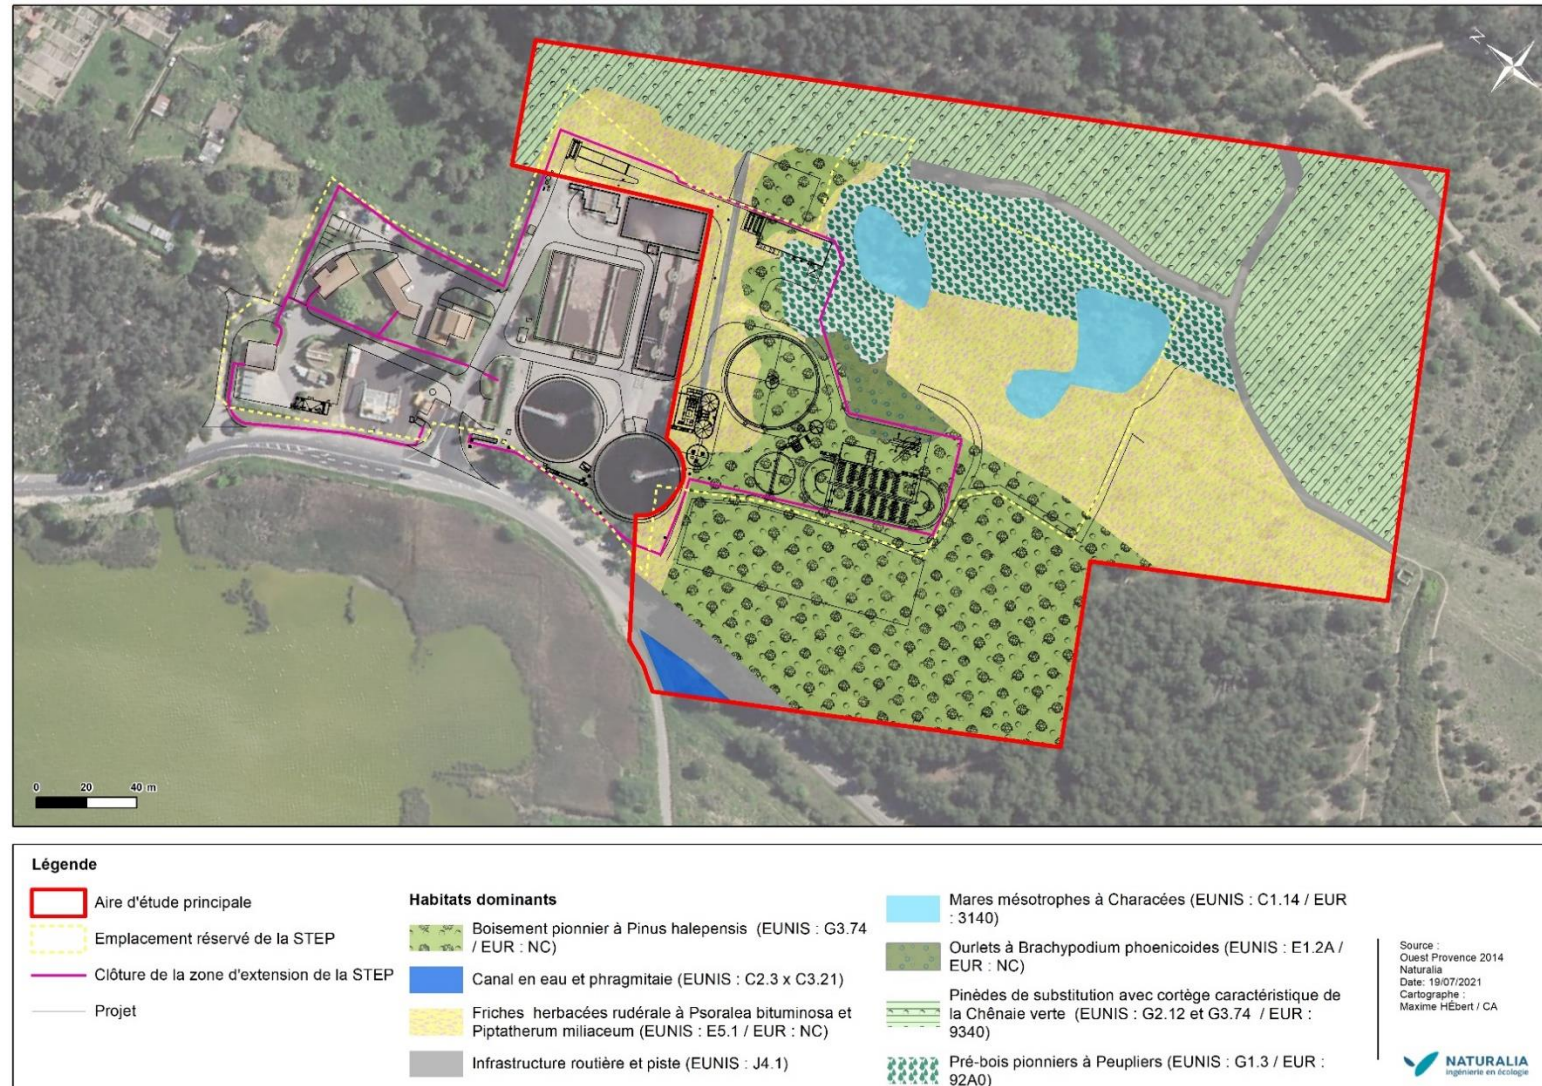 N
0 20 40 m
Légende
Aire d'étude principale
Emplacement réservé de la STEP
Clôture de la zone d'extension de la STEP
Projet
Habitats dominants
Boisement pionnier à Pinus halepensis (EUNIS : G3.74
/ EUR : NC)
Canal en eau et phragmitaie (EUNIS : C2.3 x C3.21)
Friches herbacées rudérale à Psoralea bituminosa et
Piptatherum miliaceum (EUNIS : E5.1 / EUR : NC)
Infrastructure routière et piste (EUNIS : J4.1)
Mares mésotrophes à Characées (EUNIS : C1.14 / EUR
: 3140)
Ourlets à Brachypodium phoenicoides (EUNIS : E1.2A /
EUR : NC)
Pinèdes de substitution avec cortège caractéristique de
la Chênaie verte (EUNIS : G2.12 et G3.74 / EUR :
9340)
Pré-bois pionniers à Peupliers (EUNIS : G1.3 / EUR :
92A0)
Source :
Ouest Provence 2014
Naturalia
Date: 19/07/2021
Cartographe :
Maxime HÉbert / CA
NATURALIA
Ingénierie en écologie